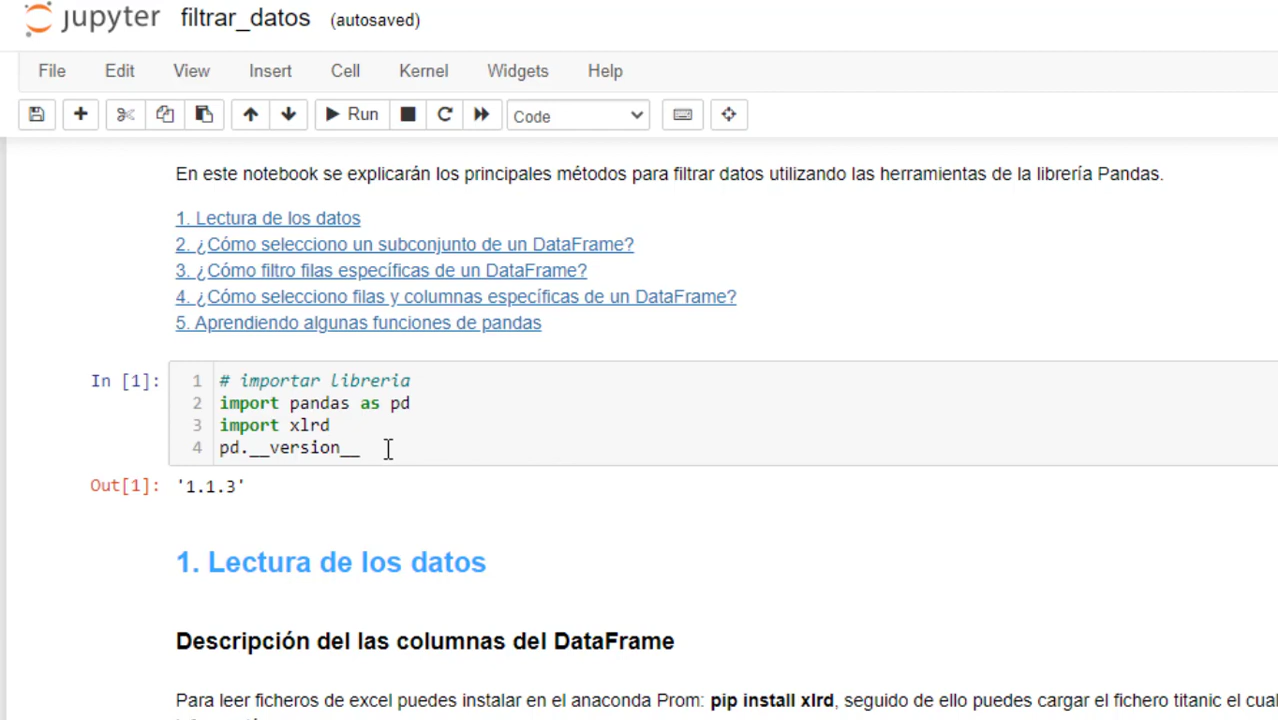 jupyter filtrar_datos (autosaved)
File Edit View Insert Cell Kernel Widgets Help
Run Code
En este notebook se explicarán los principales métodos para filtrar datos utilizando las herramientas de la librería Pandas.
1. Lectura de los datos
2. ¿Cómo selecciono un subconjunto de un DataFrame?
3. ¿Cómo filtro filas específicas de un DataFrame?
4. ¿Cómo selecciono filas y columnas específicas de un DataFrame?
5. Aprendiendo algunas funciones de pandas
In [1]: 1 # importar libreria
2 import pandas as pd
3 import xlrd
4 pd.__version__
Out[1]: '1.1.3'
1. Lectura de los datos
Descripción del las columnas del DataFrame
Para leer ficheros de excel puedes instalar en el anaconda Prom: pip install xlrd, seguido de ello puedes cargar el fichero titanic el cual